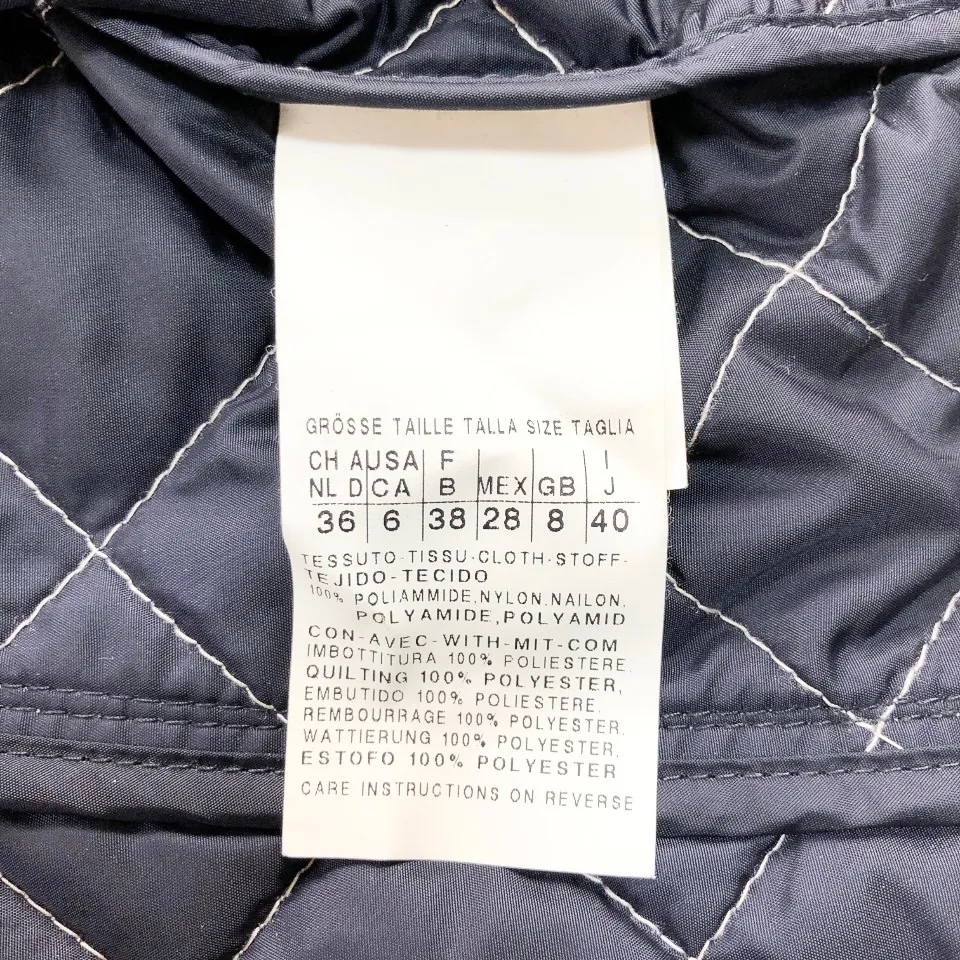 GRÖSSE TAILLE TALLA SIZE TAGLIA
CH A USA F I
NL D CA B MEX GB J
36 6 38 28 8 40
TESSUTO-TISSU-CLOTH-STOFF-
TEJIDO-TECIDO
100% POLIAMMIDE,NYLON.NAILON.
POLYAMIDE,POLYAMID
CON-AVEC-WITH-MIT-COM
IMBOTTITURA 100% POLIESTERE.
QUILTING 100% POLYESTER,
EMBUTIDO 100% POLIESTERE.
REMBOURRAGE 100% POLYESTER.
WATTIERUNG 100% POLYESTER.
ESTOFO 100% POLYESTER
CARE INSTRUCTIONS ON REVERSE